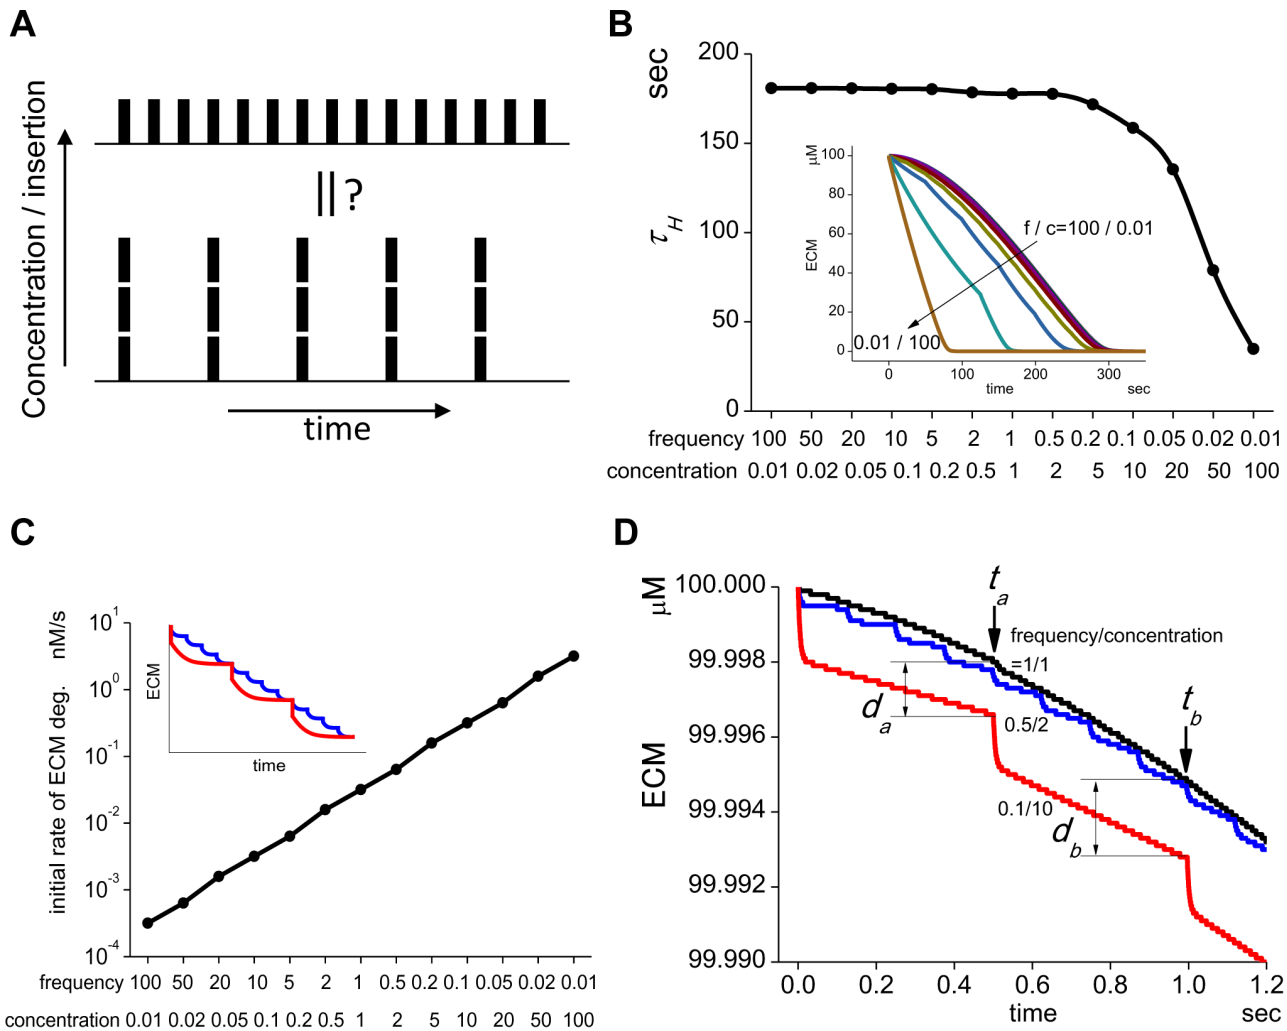 A
Concentration / insertion
||?
time
B
sec
τH
200
150
100
50
0
μM
ECM
100
80
60
40
20
0
f / c=100 / 0.01
0.01 / 100
0 100 200 300
time sec
frequency 100 50 20 10 5 2 1 0.5 0.2 0.1 0.05 0.02 0.01
concentration 0.01 0.02 0.05 0.1 0.2 0.5 1 2 5 10 20 50 100
C
initial rate of ECM deg. nM/s
10^1
10^0
10^-1
10^-2
10^-3
10^-4
ECM
time
frequency 100 50 20 10 5 2 1 0.5 0.2 0.1 0.05 0.02 0.01
concentration 0.01 0.02 0.05 0.1 0.2 0.5 1 2 5 10 20 50 100
D
μM
ECM
100.000
99.998
99.996
99.994
99.992
99.990
ta
frequency/concentration
=1/1
tb
da
0.5/2
0.1/10
db
0.0 0.2 0.4 0.6 0.8 1.0 1.2
time sec